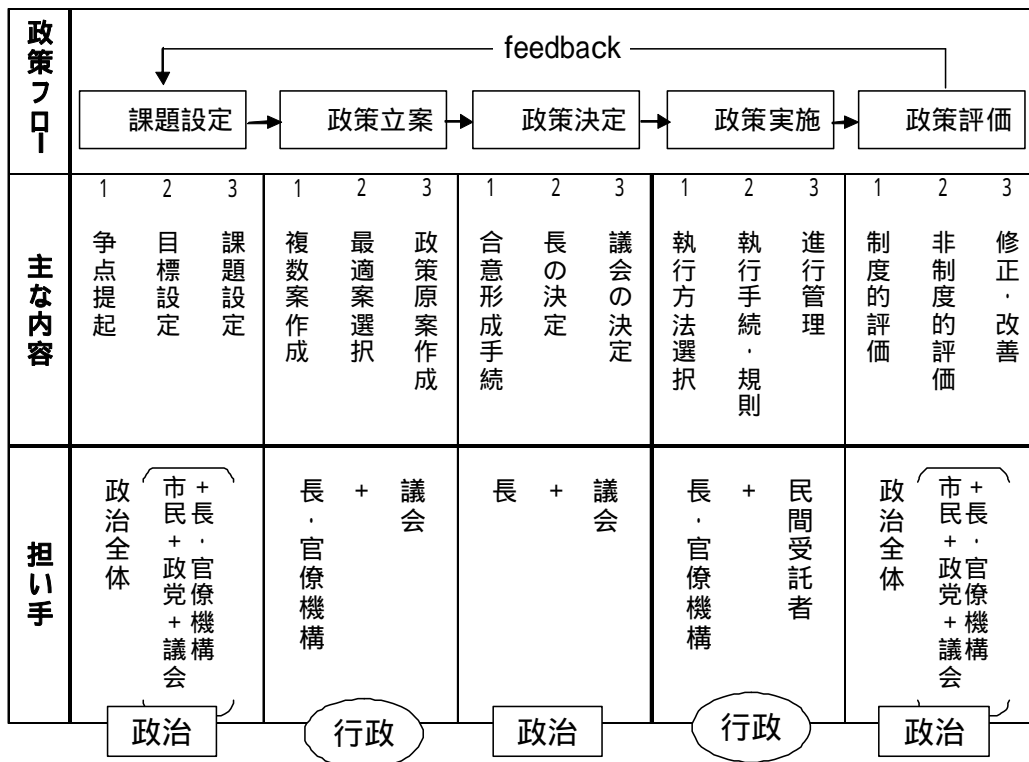 政策フロー
feedback
課題設定
政策立案
政策決定
政策実施
政策評価
主な内容
1 争点提起
2 目標設定
3 課題設定
1 複数案作成
2 最適案選択
3 政策原案作成
1 合意形成手続
2 長の決定
3 議会の決定
1 執行方法選択
2 執行手続・規則
3 進行管理
1 制度的評価
2 非制度的評価
3 修正・改善
担い手
政治全体
市民+政党+議会
+長・官僚機構
長・官僚機構
+
議会
長
+
議会
長・官僚機構
+
民間受託者
政治全体
市民+政党+議会
+長・官僚機構
政治
行政
政治
行政
政治